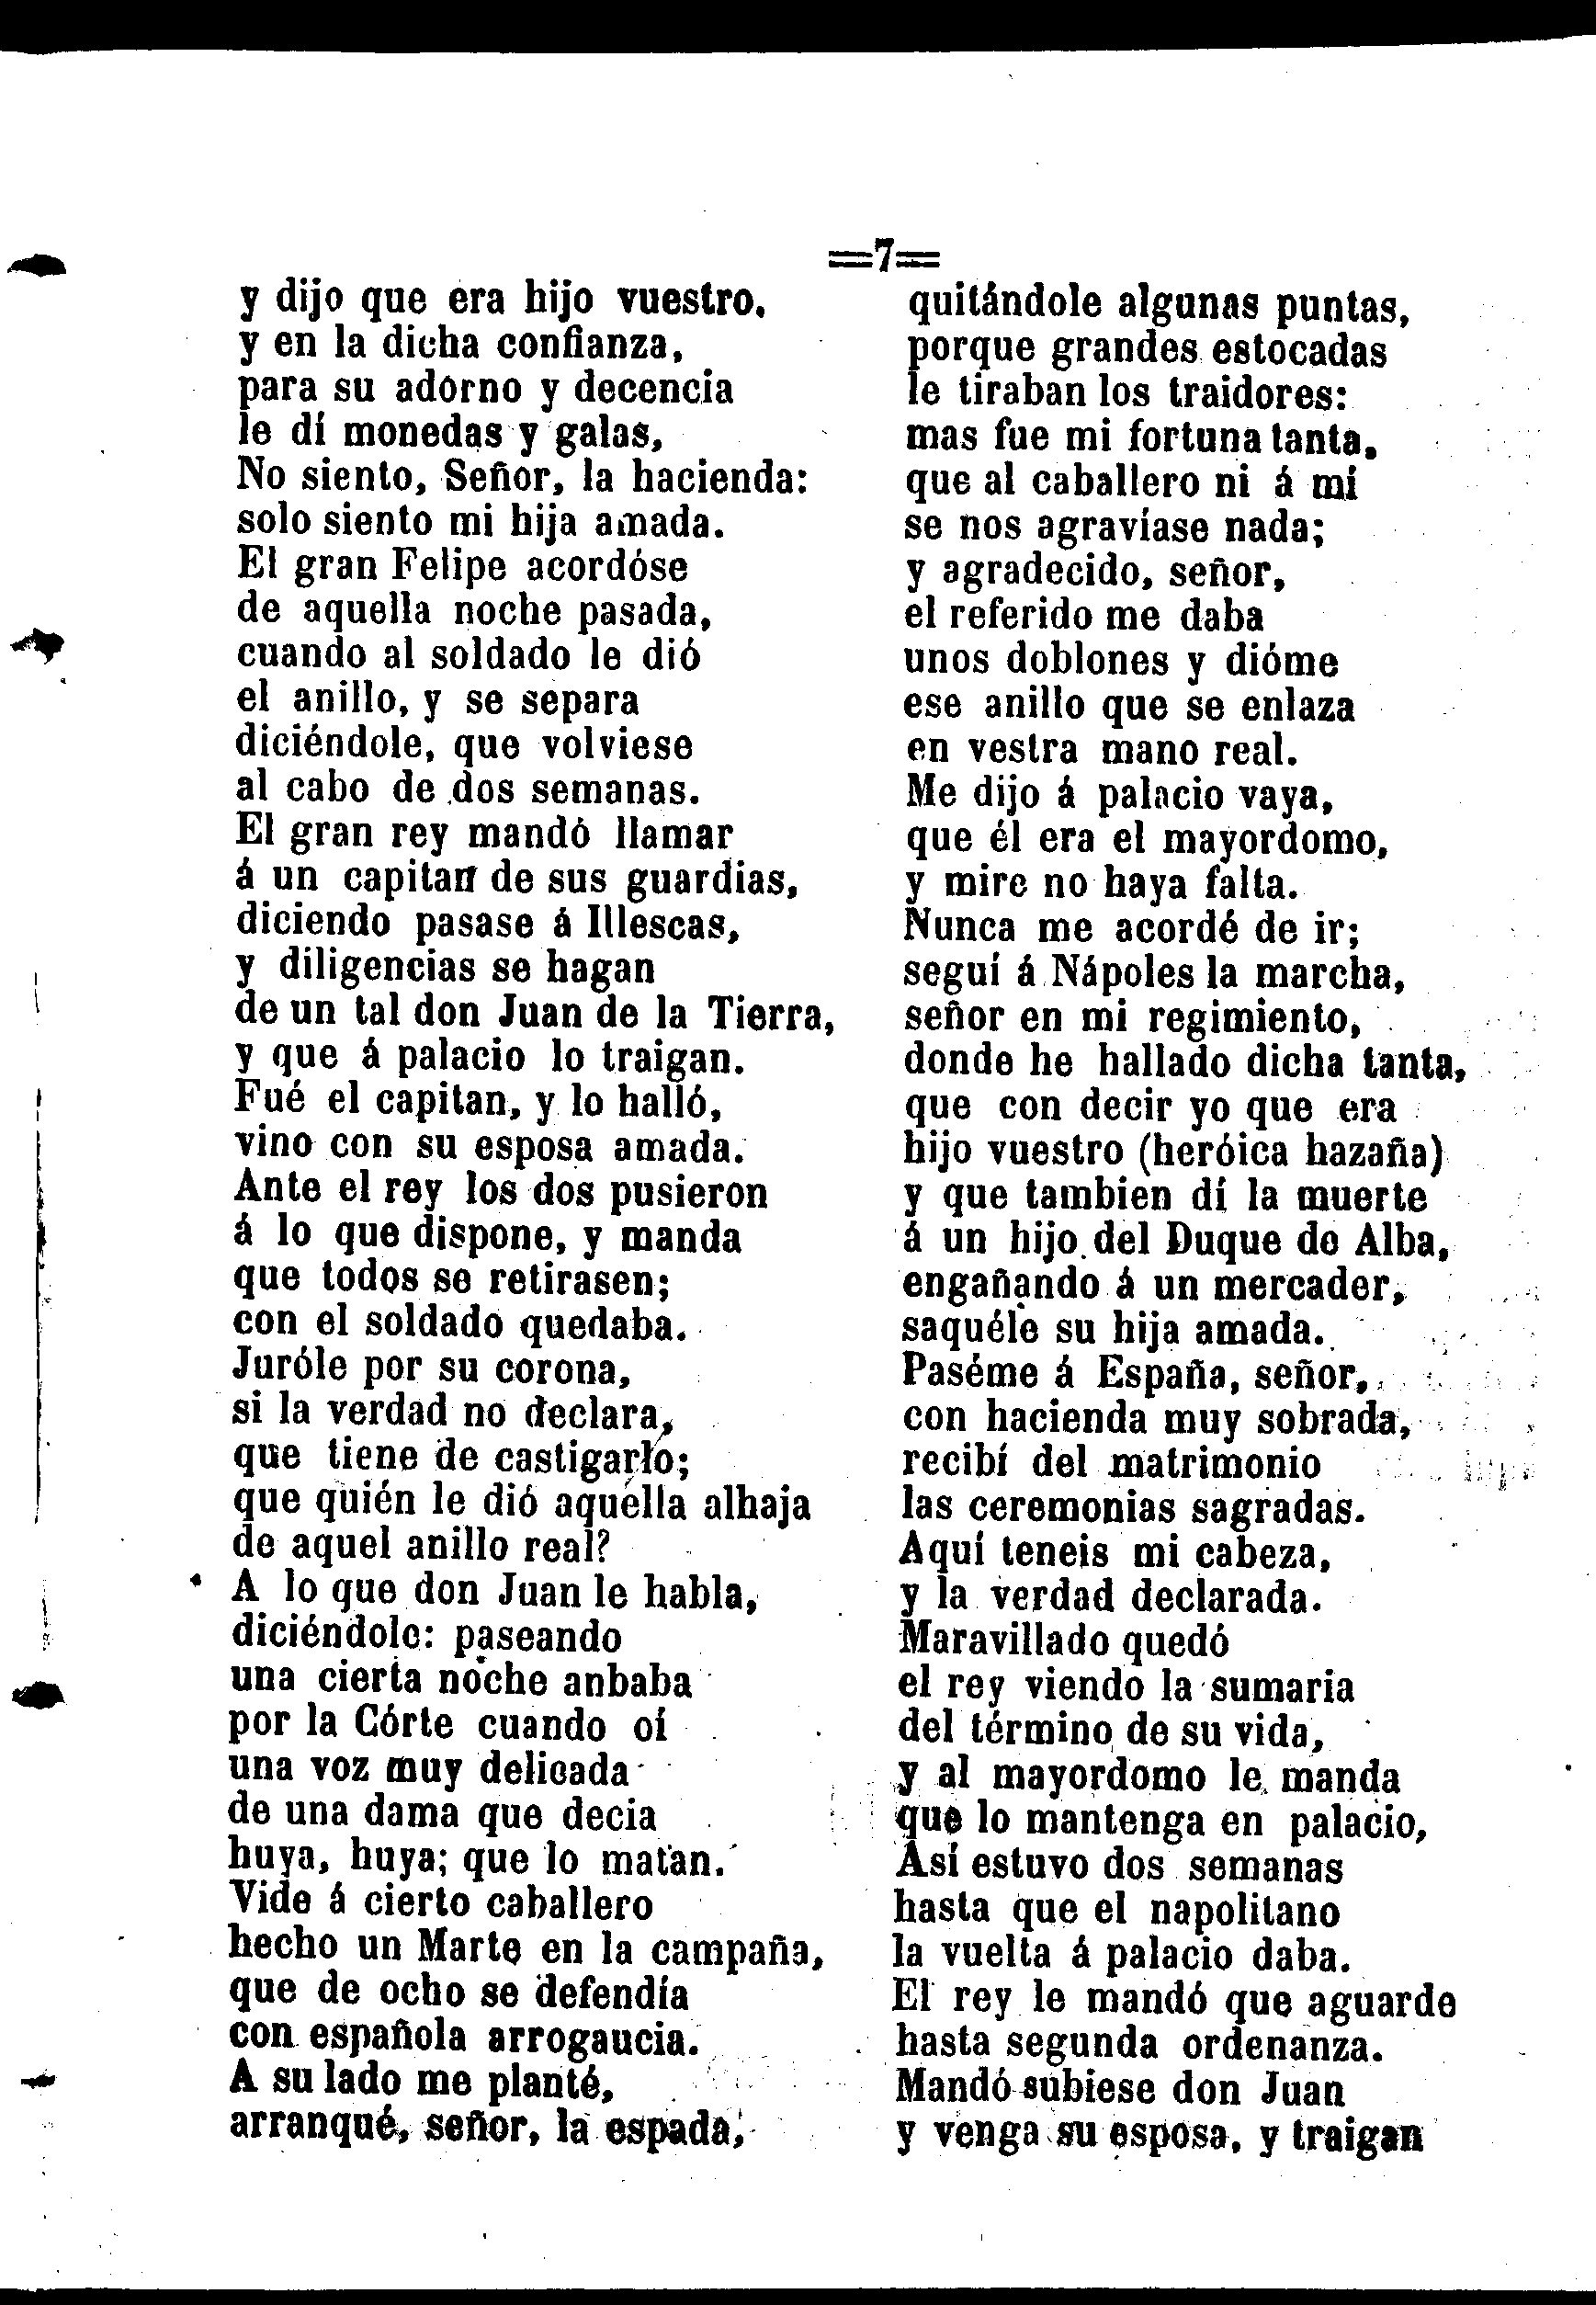 =7=
y dijo que era hijo vuestro.
y en la dicha confianza,
para su adorno y decencia
le dí monedas y galas,
No siento, Señor, la hacienda:
solo siento mi hija amada.
El gran Felipe acordóse
de aquella noche pasada,
cuando al soldado le dió
el anillo, y se separa
diciéndole, que volviese
al cabo de dos semanas.
El gran rey mandó llamar
á un capitan de sus guardias,
diciendo pasase á Illescas,
y diligencias se hagan
de un tal don Juan de la Tierra,
y que á palacio lo traigan.
Fué el capitan, y lo halló,
vino con su esposa amada.
Ante el rey los dos pusieron
á lo que dispone, y manda
que todos se retirasen;
con el soldado quedaba.
Juróle por su corona,
si la verdad no declara,
que tiene de castigarlo;
que quién le dió aquella alhaja
de aquel anillo real?
A lo que don Juan le habla,
diciéndole: paseando
una cierta noche anbaba
por la Córte cuando oí
una voz muy delicada
de una dama que decia
huya, huya; que lo matan.
Vide á cierto caballero
hecho un Marte en la campaña,
que de ocho se defendía
con española arrogaucia.
A su lado me planté,
arranqué, señor, la espada,
quitándole algunas puntas,
porque grandes estocadas
le tiraban los traidores:
mas fue mi fortuna tanta,
que al caballero ni á mí
se nos agravíase nada;
y agradecido, señor,
el referido me daba
unos doblones y dióme
ese anillo que se enlaza
en vestra mano real.
Me dijo á palacio vaya,
que él era el mayordomo,
y mire no haya falta.
Nunca me acordé de ir;
seguí á Nápoles la marcha,
señor en mi regimiento,
donde he hallado dicha tanta,
que con decir yo que era
hijo vuestro (heróica hazaña)
y que tambien dí la muerte
á un hijo del Duque de Alba,
engañando á un mercader,
saquéle su hija amada.
Paséme á España, señor,
con hacienda muy sobrada,
recibí del matrimonio
las ceremonias sagradas.
Aquí teneis mi cabeza,
y la verdad declarada.
Maravillado quedó
el rey viendo la sumaria
del término de su vida,
y al mayordomo le manda
que lo mantenga en palacio,
Así estuvo dos semanas
hasta que el napolitano
la vuelta á palacio daba.
El rey le mandó que aguarde
hasta segunda ordenanza.
Mandó subiese don Juan
y venga su esposa, y traigan